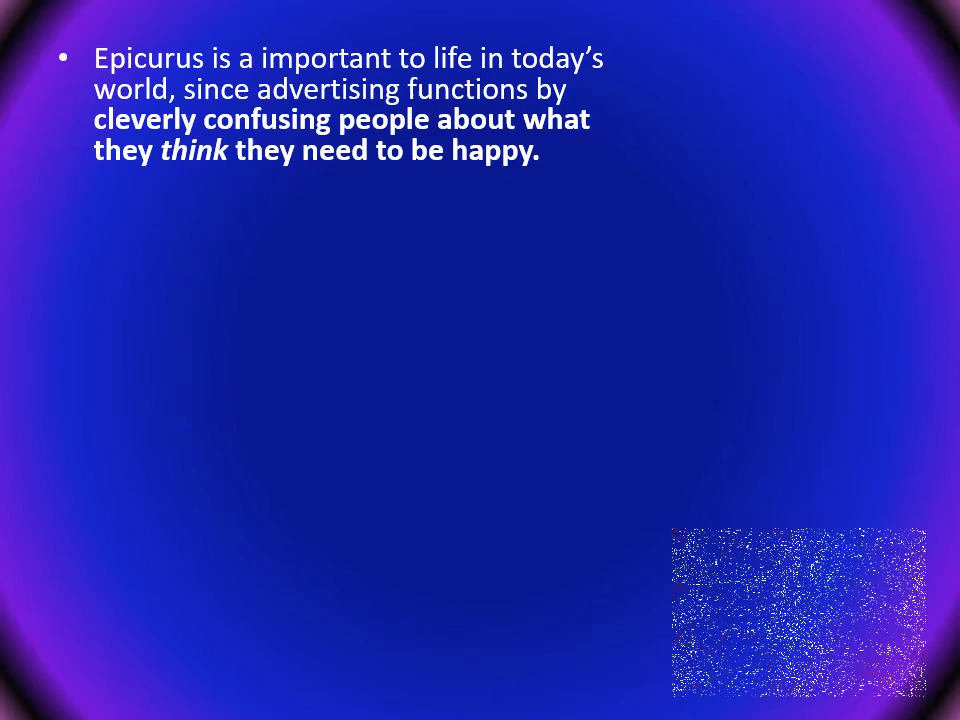 • Epicurus is a important to life in today’s
world, since advertising functions by
cleverly confusing people about what
they think they need to be happy.